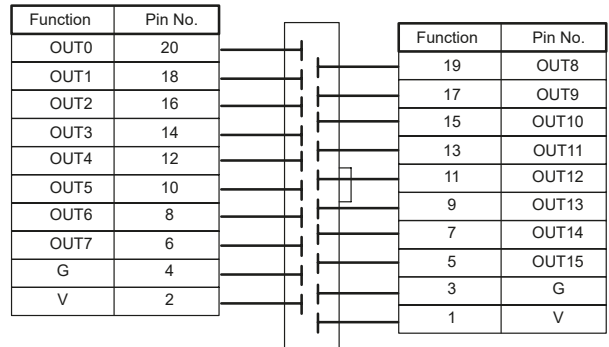 Function Pin No.
OUT0 20
OUT1 18
OUT2 16
OUT3 14
OUT4 12
OUT5 10
OUT6 8
OUT7 6
G 4
V 2
Function Pin No.
19 OUT8
17 OUT9
15 OUT10
13 OUT11
11 OUT12
9 OUT13
7 OUT14
5 OUT15
3 G
1 V